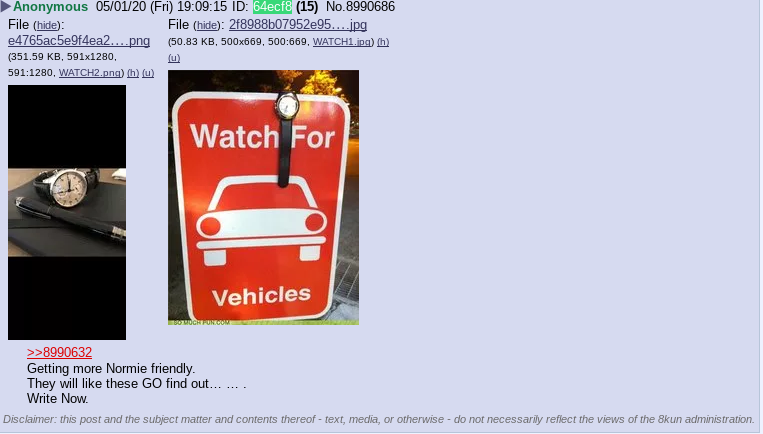 ▶Anonymous 05/01/20 (Fri) 19:09:15 ID: 64ecf8 (15) No.8990686
File (hide):
e4765ac5e9f4ea2….png
(351.59 KB, 591x1280,
591:1280, WATCH2.png) (h) (u)
File (hide): 2f8988b07952e95….jpg
(50.83 KB, 500x669, 500:669, WATCH1.jpg) (h)
(u)
Watch For
Vehicles
SO MUCH FUN.COM
>>8990632
Getting more Normie friendly.
They will like these GO find out… … .
Write Now.
Disclaimer: this post and the subject matter and contents thereof - text, media, or otherwise - do not necessarily reflect the views of the 8kun administration.